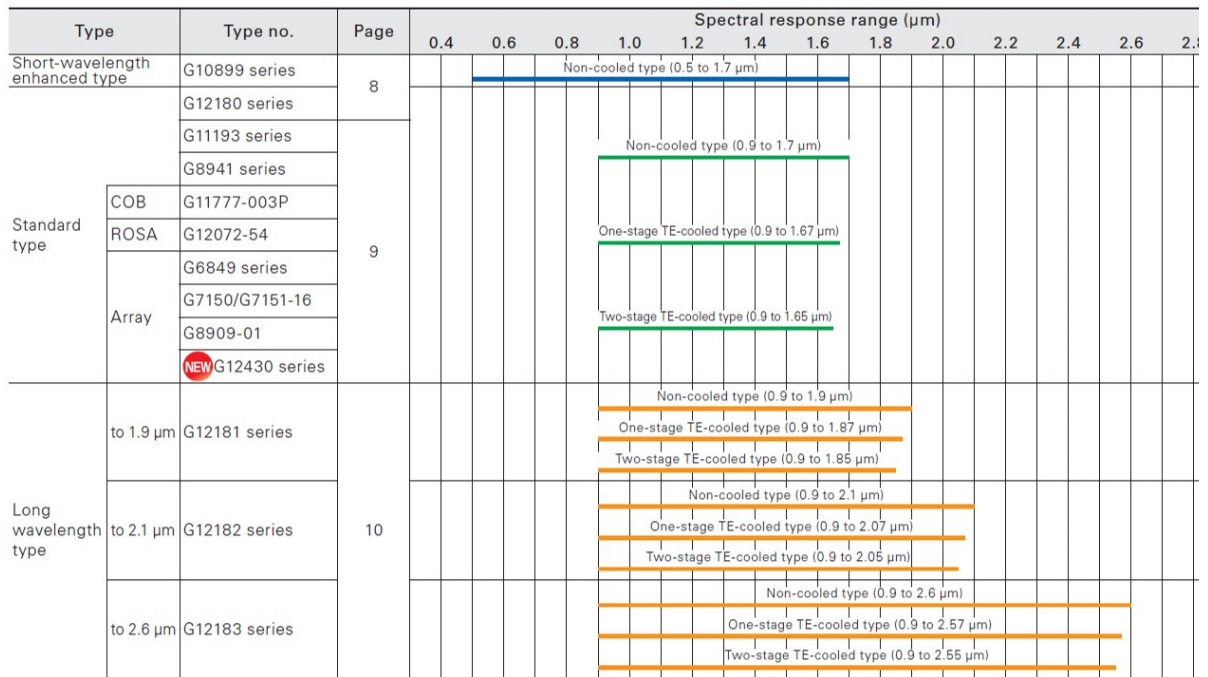 Type Type no. Page Spectral response range (μm)
0.4 0.6 0.8 1.0 1.2 1.4 1.6 1.8 2.0 2.2 2.4 2.6
Short-wavelength
enhanced type
G10899 series
8
Non-cooled type (0.5 to 1.7 μm)
Standard
type
G12180 series
G11193 series
G8941 series
COB G11777-003P
ROSA G12072-54
Array
G6849 series
G7150/G7151-16
G8909-01
NEW G12430 series
9
Non-cooled type (0.9 to 1.7 μm)
One-stage TE-cooled type (0.9 to 1.67 μm)
Two-stage TE-cooled type (0.9 to 1.65 μm)
Long
wavelength
type
10
to 1.9 μm G12181 series
Non-cooled type (0.9 to 1.9 μm)
One-stage TE-cooled type (0.9 to 1.87 μm)
Two-stage TE-cooled type (0.9 to 1.85 μm)
to 2.1 μm G12182 series
Non-cooled type (0.9 to 2.1 μm)
One-stage TE-cooled type (0.9 to 2.07 μm)
Two-stage TE-cooled type (0.9 to 2.05 μm)
to 2.6 μm G12183 series
Non-cooled type (0.9 to 2.6 μm)
One-stage TE-cooled type (0.9 to 2.57 μm)
Two-stage TE-cooled type (0.9 to 2.55 μm)